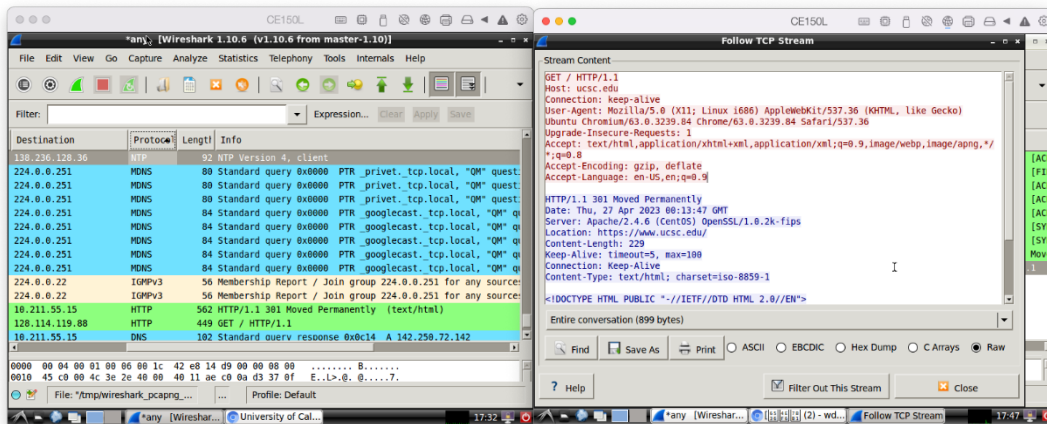 CE150L
*any [Wireshark 1.10.6 (v1.10.6 from master-1.10)]
File Edit View Go Capture Analyze Statistics Telephony Tools Internals Help
Filter: Expression... Clear Apply Save
Destination Protocol Length Info
138.236.128.36 NTP 92 NTP Version 4, client
224.0.0.251 MDNS 80 Standard query 0x0000 PTR _privet._tcp.local, "QM" quest:
224.0.0.251 MDNS 80 Standard query 0x0000 PTR _privet._tcp.local, "QM" quest:
224.0.0.251 MDNS 80 Standard query 0x0000 PTR _privet._tcp.local, "QM" quest:
224.0.0.251 MDNS 84 Standard query 0x0000 PTR _googlecast._tcp.local, "QM" qu
224.0.0.251 MDNS 84 Standard query 0x0000 PTR _googlecast._tcp.local, "QM" qu
224.0.0.251 MDNS 84 Standard query 0x0000 PTR _googlecast._tcp.local, "QM" qu
224.0.0.251 MDNS 84 Standard query 0x0000 PTR _googlecast._tcp.local, "QM" qu
224.0.0.22 IGMPv3 56 Membership Report / Join group 224.0.0.251 for any sources
224.0.0.22 IGMPv3 56 Membership Report / Join group 224.0.0.251 for any sources
10.211.55.15 HTTP 562 HTTP/1.1 301 Moved Permanently (text/html)
128.114.119.88 HTTP 449 GET / HTTP/1.1
10.211.55.15 DNS 102 Standard query response 0x0c14 A 142.250.72.142
0000 00 04 00 01 00 06 00 1c 42 e8 14 d9 00 00 08 00 ........ B.......
0010 45 c0 00 4c 3e 2e 40 00 40 11 ae c0 0a d3 37 0f E..L>.@. @.....7.
File: "/tmp/wireshark_pcapng_... ... Profile: Default
*any [Wireshar... University of Cal... 17:32
CE150L
Follow TCP Stream
Stream Content
GET / HTTP/1.1
Host: ucsc.edu
Connection: keep-alive
User-Agent: Mozilla/5.0 (X11; Linux i686) AppleWebKit/537.36 (KHTML, like Gecko)
Ubuntu Chromium/63.0.3239.84 Chrome/63.0.3239.84 Safari/537.36
Upgrade-Insecure-Requests: 1
Accept: text/html,application/xhtml+xml,application/xml;q=0.9,image/webp,image/apng,*/
*;q=0.8
Accept-Encoding: gzip, deflate
Accept-Language: en-US,en;q=0.9
HTTP/1.1 301 Moved Permanently
Date: Thu, 27 Apr 2023 00:13:47 GMT
Server: Apache/2.4.6 (CentOS) OpenSSL/1.0.2k-fips
Location: https://www.ucsc.edu/
Content-Length: 229
Keep-Alive: timeout=5, max=100
Connection: Keep-Alive
Content-Type: text/html; charset=iso-8859-1
<!DOCTYPE HTML PUBLIC "-//IETF//DTD HTML 2.0//EN">
Entire conversation (899 bytes)
Find Save As Print ASCII EBCDIC Hex Dump C Arrays Raw
Help Filter Out This Stream Close
[AC
[FI
[AC
[AC
[AC
[SY
[SY
Mov
*any [Wireshar... (2) - wd... Follow TCP Stream 17:47